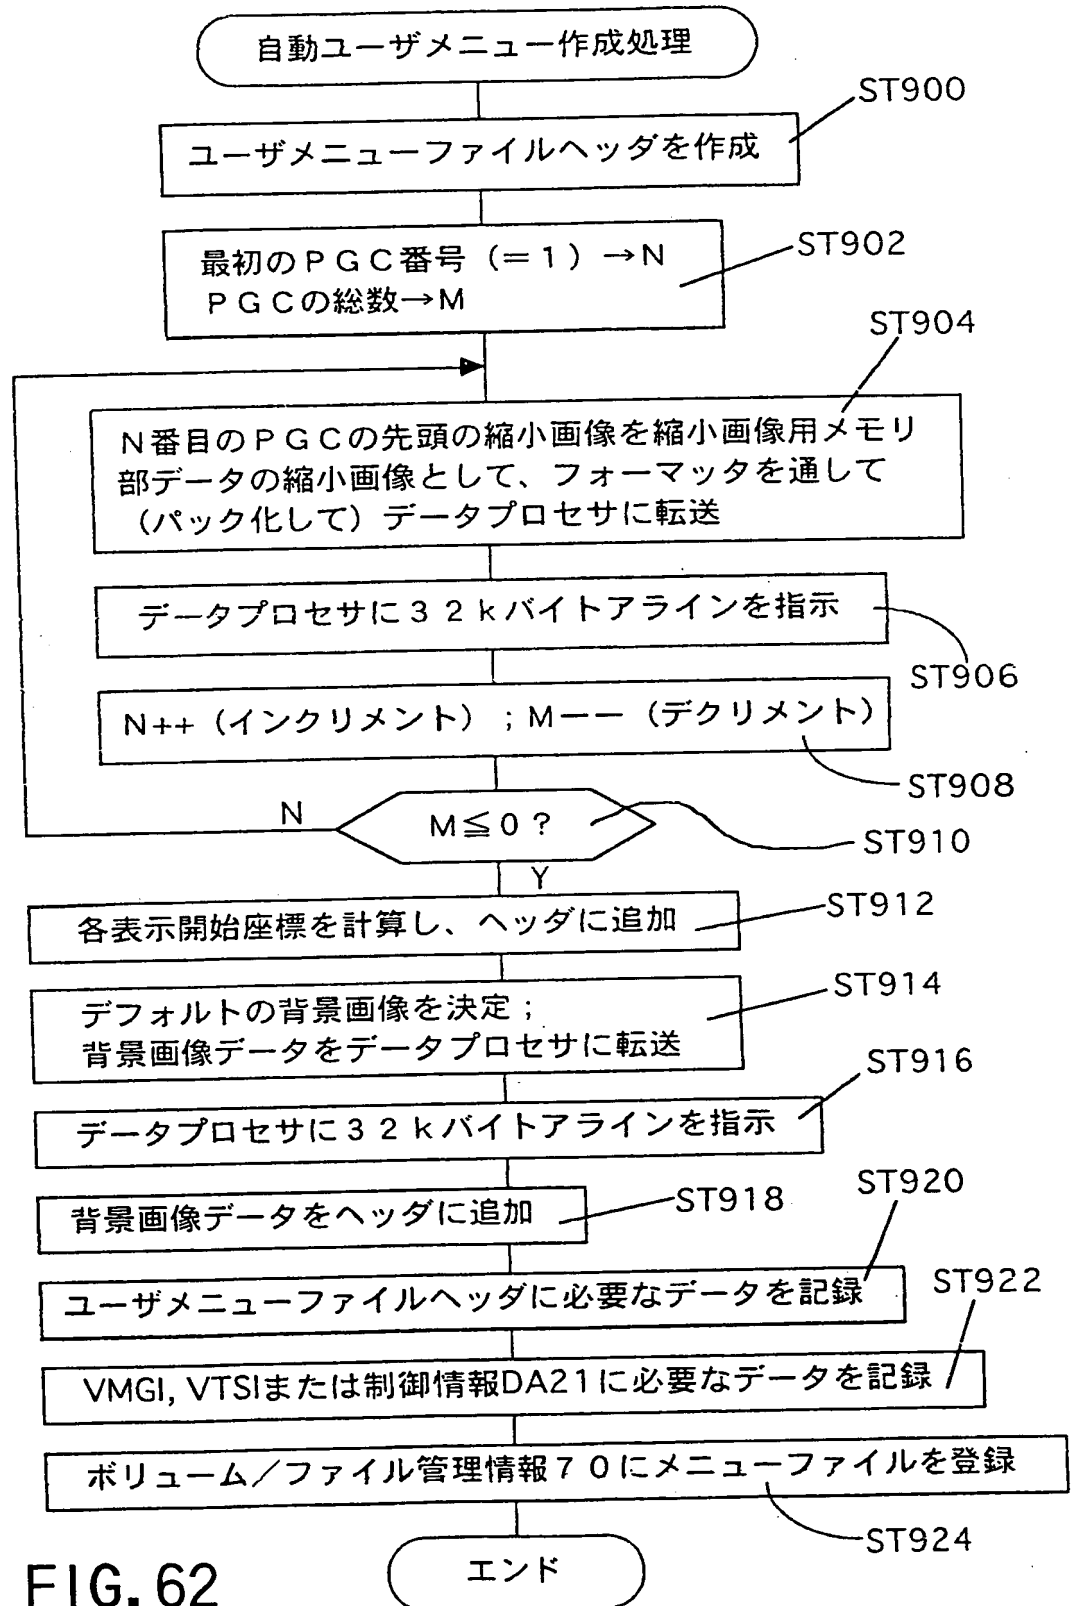 自動ユーザメニュー作成処理
ST900
ユーザメニューファイルヘッダを作成
ST902
最初のＰＧＣ番号（＝１）→Ｎ
ＰＧＣの総数→Ｍ
ST904
Ｎ番目のＰＧＣの先頭の縮小画像を縮小画像用メモリ
部データの縮小画像として、フォーマッタを通して
（パック化して）データプロセサに転送
データプロセサに３２ｋバイトアラインを指示
ST906
N++（インクリメント）；M－－（デクリメント）
ST908
N
M≦0？
ST910
Y
ST912
各表示開始座標を計算し、ヘッダに追加
ST914
デフォルトの背景画像を決定；
背景画像データをデータプロセサに転送
ST916
データプロセサに３２ｋバイトアラインを指示
ST918
背景画像データをヘッダに追加
ST920
ユーザメニューファイルヘッダに必要なデータを記録
ST922
VMGI, VTSIまたは制御情報DA21に必要なデータを記録
ボリューム／ファイル管理情報７０にメニューファイルを登録
ST924
エンド
FIG. 62